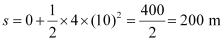 s = 0 + 1/2 × 4 × (10)² = 400/2 = 200 m